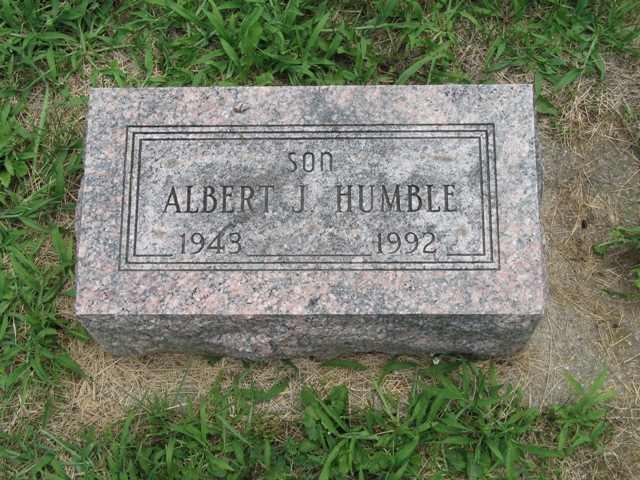 SON
ALBERT J HUMBLE
1943 1992